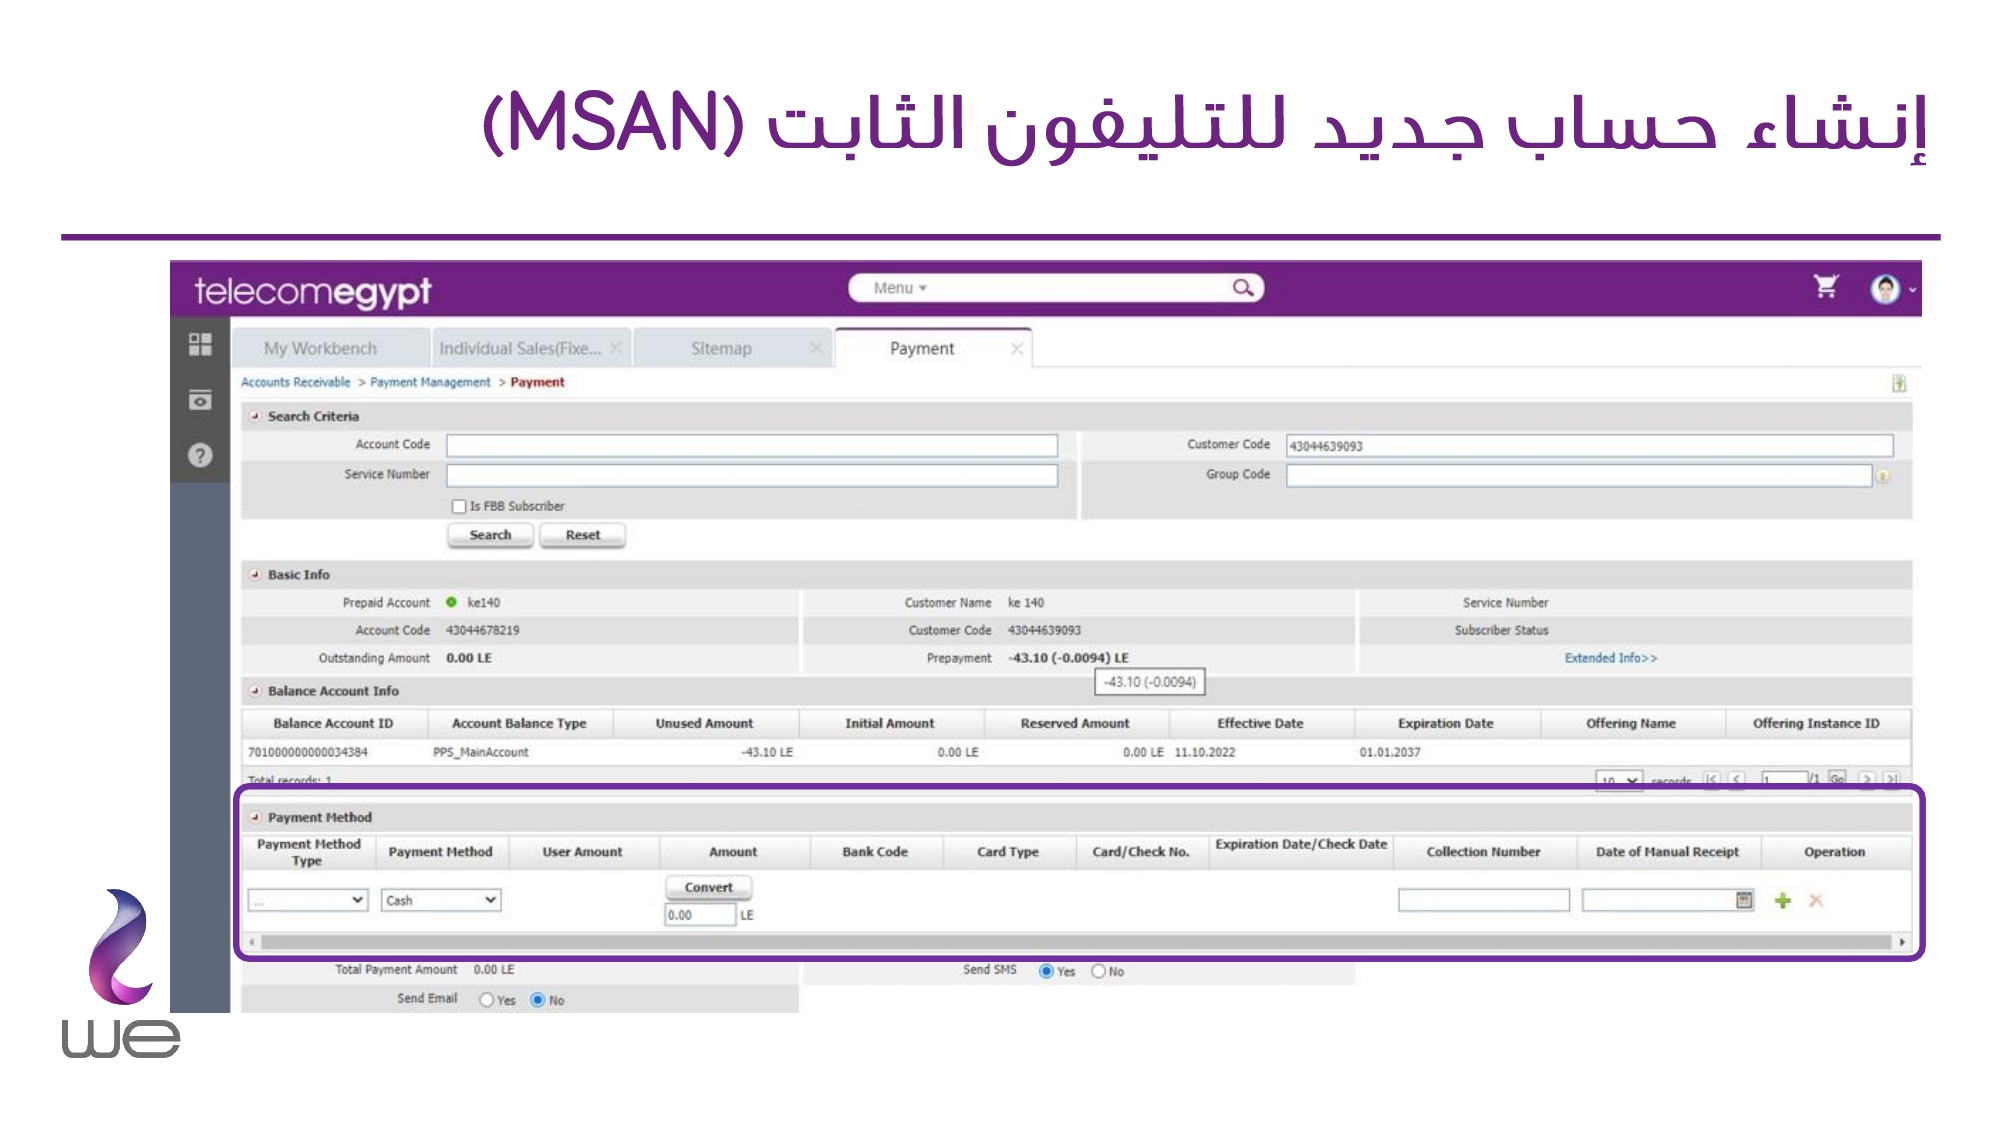 إنشاء حساب جديد للتليفون الثابت (MSAN)
telecomegypt
Menu
My Workbench
Individual Sales(Fixe...
Sitemap
Payment
Accounts Receivable > Payment Management > Payment
Search Criteria
Account Code
Customer Code 43044639093
Service Number
Group Code
Is FBB Subscriber
Search Reset
Basic Info
Prepaid Account ke140 Customer Name ke 140 Service Number
Account Code 43044678219 Customer Code 43044639093 Subscriber Status
Outstanding Amount 0.00 LE Prepayment -43.10 (-0.0094) LE Extended Info>>
-43.10 (-0.0094)
Balance Account Info
Balance Account ID Account Balance Type Unused Amount Initial Amount Reserved Amount Effective Date Expiration Date Offering Name Offering Instance ID
701000000000034384 PPS_MainAccount -43.10 LE 0.00 LE 0.00 LE 11.10.2022 01.01.2037
Total records: 1 10 records 1 /1 Go
Payment Method
Payment Method Type Payment Method User Amount Amount Bank Code Card Type Card/Check No. Expiration Date/Check Date Collection Number Date of Manual Receipt Operation
Convert
... Cash
0.00 LE
Total Payment Amount 0.00 LE Send SMS Yes No
Send Email Yes No
we